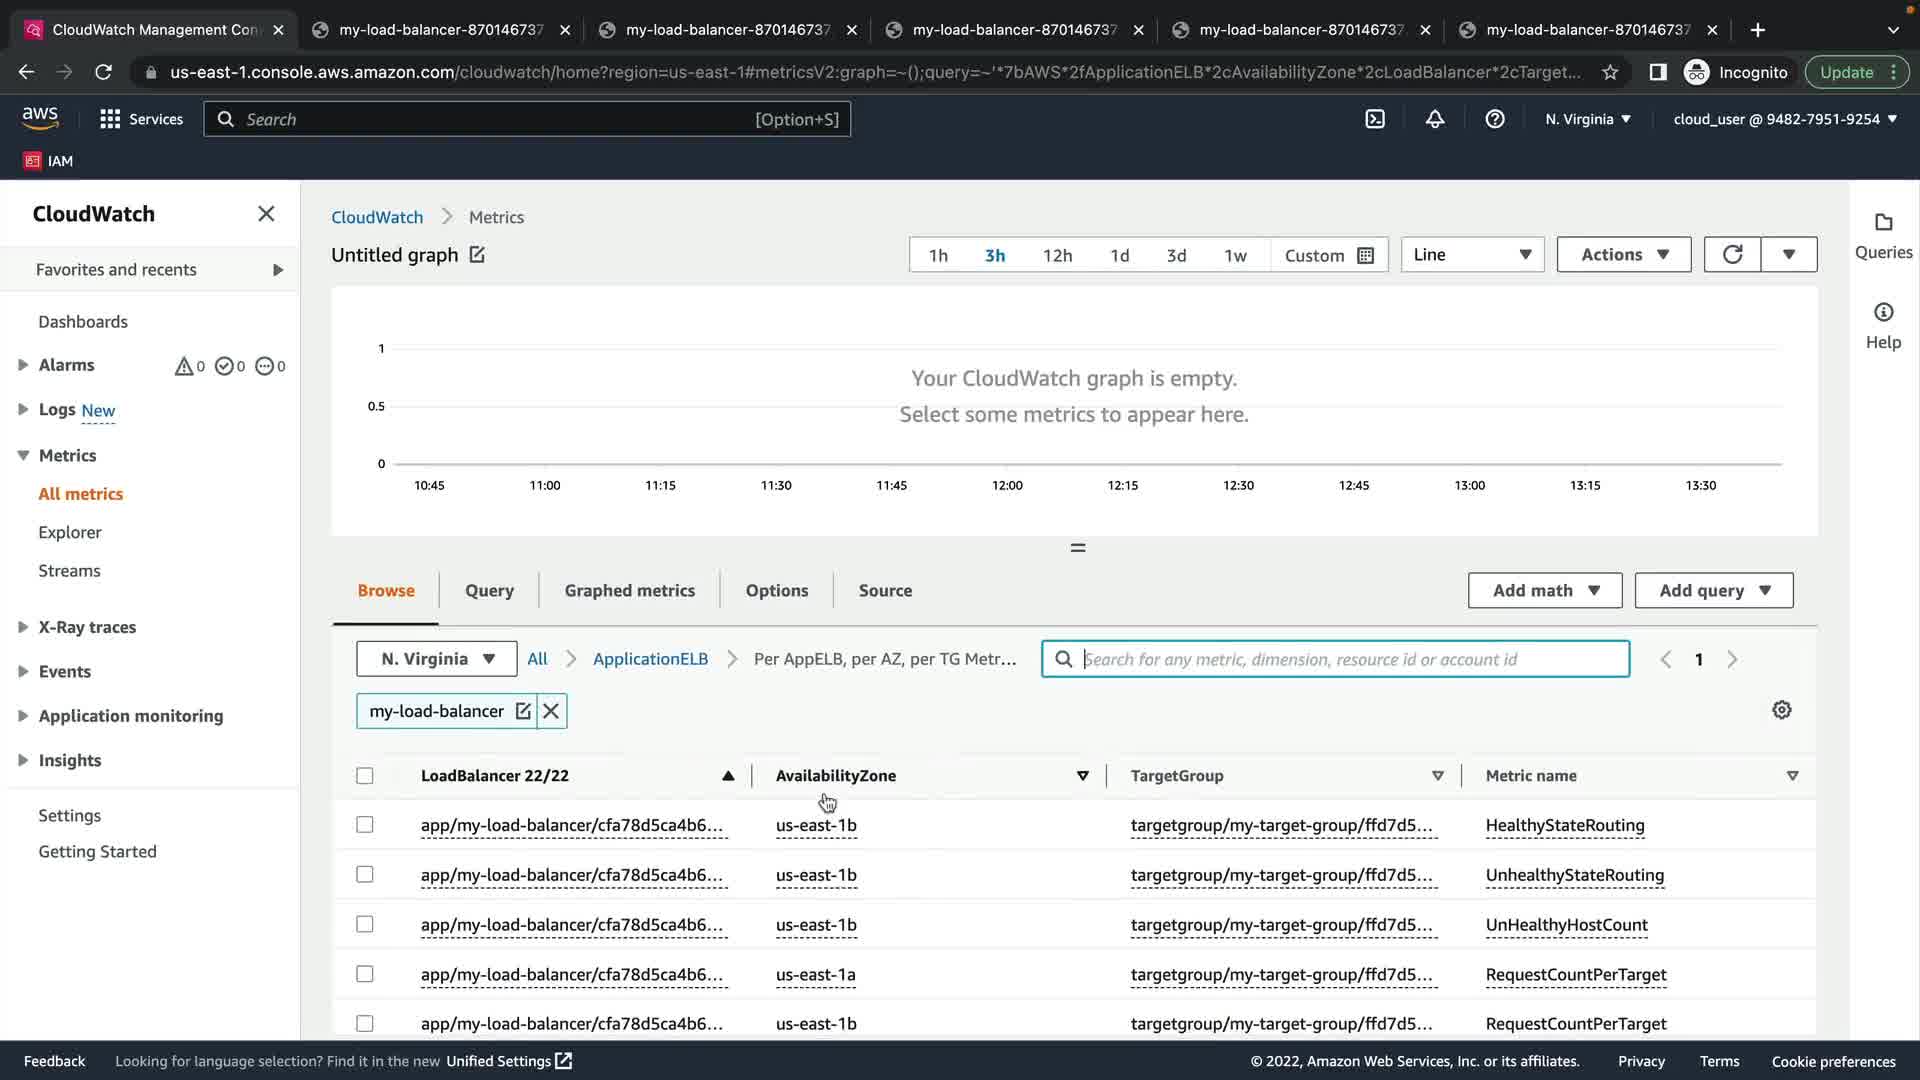 CloudWatch Management Con
my-load-balancer-870146737
my-load-balancer-870146737
my-load-balancer-870146737
my-load-balancer-870146737
my-load-balancer-870146737
us-east-1.console.aws.amazon.com/cloudwatch/home?region=us-east-1#metricsV2:graph=~();query=~'*7bAWS*2fApplicationELB*2cAvailabilityZone*2cLoadBalancer*2cTarget...
Incognito
Update
aws
Services
Search
[Option+S]
N. Virginia
cloud_user @ 9482-7951-9254
IAM
CloudWatch
Favorites and recents
Dashboards
Alarms
0
0
0
Logs New
Metrics
All metrics
Explorer
Streams
X-Ray traces
Events
Application monitoring
Insights
Settings
Getting Started
CloudWatch
Metrics
Untitled graph
1h
3h
12h
1d
3d
1w
Custom
Line
Actions
Queries
Help
1
0.5
0
Your CloudWatch graph is empty.
Select some metrics to appear here.
10:45
11:00
11:15
11:30
11:45
12:00
12:15
12:30
12:45
13:00
13:15
13:30
Browse
Query
Graphed metrics
Options
Source
Add math
Add query
N. Virginia
All
ApplicationELB
Per AppELB, per AZ, per TG Metr...
Search for any metric, dimension, resource id or account id
1
my-load-balancer
LoadBalancer 22/22
AvailabilityZone
TargetGroup
Metric name
app/my-load-balancer/cfa78d5ca4b6...
us-east-1b
targetgroup/my-target-group/ffd7d5...
HealthyStateRouting
app/my-load-balancer/cfa78d5ca4b6...
us-east-1b
targetgroup/my-target-group/ffd7d5...
UnhealthyStateRouting
app/my-load-balancer/cfa78d5ca4b6...
us-east-1b
targetgroup/my-target-group/ffd7d5...
UnHealthyHostCount
app/my-load-balancer/cfa78d5ca4b6...
us-east-1a
targetgroup/my-target-group/ffd7d5...
RequestCountPerTarget
app/my-load-balancer/cfa78d5ca4b6...
us-east-1b
targetgroup/my-target-group/ffd7d5...
RequestCountPerTarget
Feedback
Looking for language selection? Find it in the new Unified Settings
© 2022, Amazon Web Services, Inc. or its affiliates.
Privacy
Terms
Cookie preferences